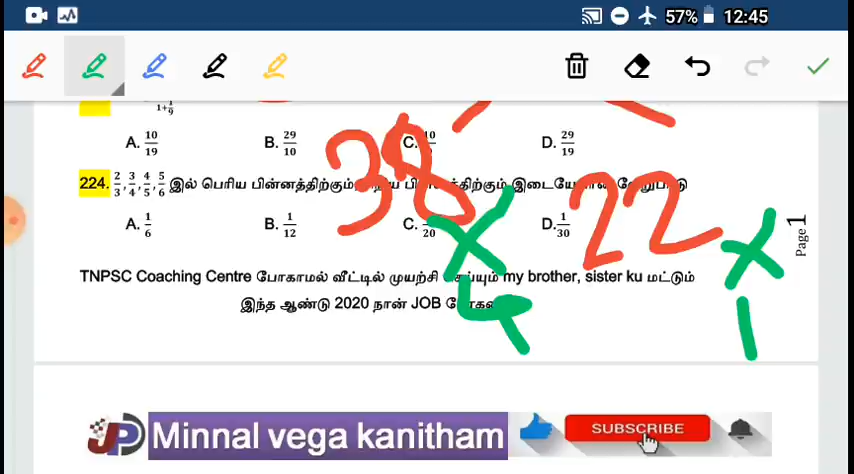 57% 12:45
1+1/9
A. 10/19 B. 29/10 C. 10 D. 29/19
38
224. 2/3, 3/4, 4/5, 5/6 இல் பெரிய பின்னத்திற்கும் இடையே
22
A. 1/6 B. 1/12 C. /20 D. 1/30
X 4
X 1
Page 1
TNPSC Coaching Centre போகாமல் வீட்டில் முயற்சி செய்யும் my brother, sister ku மட்டும்
இந்த ஆண்டு 2020 நான் JOB
JP Minnal vega kanitham SUBSCRIBE